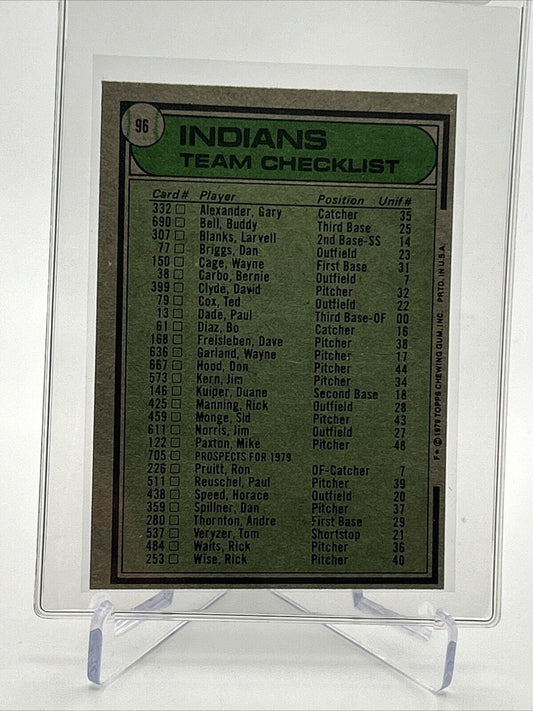 96
INDIANS
TEAM CHECKLIST
Card # Player Position Unif #
332 Alexander, Gary Catcher 35
690 Bell, Buddy Third Base 25
307 Blanks, Larvell 2nd Base-SS 14
77 Briggs, Dan Outfield 23
150 Cage, Wayne First Base 31
38 Carbo, Bernie Outfield 7
399 Clyde, David Pitcher 32
79 Cox, Ted Outfield 22
13 Dade, Paul Third Base-OF 00
61 Diaz, Bo Catcher 16
168 Freisleben, Dave Pitcher 38
636 Garland, Wayne Pitcher 17
667 Hood, Don Pitcher 44
573 Kern, Jim Pitcher 34
146 Kuiper, Duane Second Base 18
425 Manning, Rick Outfield 28
459 Monge, Sid Pitcher 43
611 Norris, Jim Outfield 27
122 Paxton, Mike Pitcher 48
705 PROSPECTS FOR 1979
226 Pruitt, Ron OF-Catcher 7
511 Reuschel, Paul Pitcher 39
438 Speed, Horace Outfield 20
359 Spillner, Dan Pitcher 37
280 Thornton, Andre First Base 29
537 Veryzer, Tom Shortstop 21
484 Waits, Rick Pitcher 36
253 Wise, Rick Pitcher 40
F* © 1979 TOPPS CHEWING GUM, INC. PRTD. IN U.S.A.